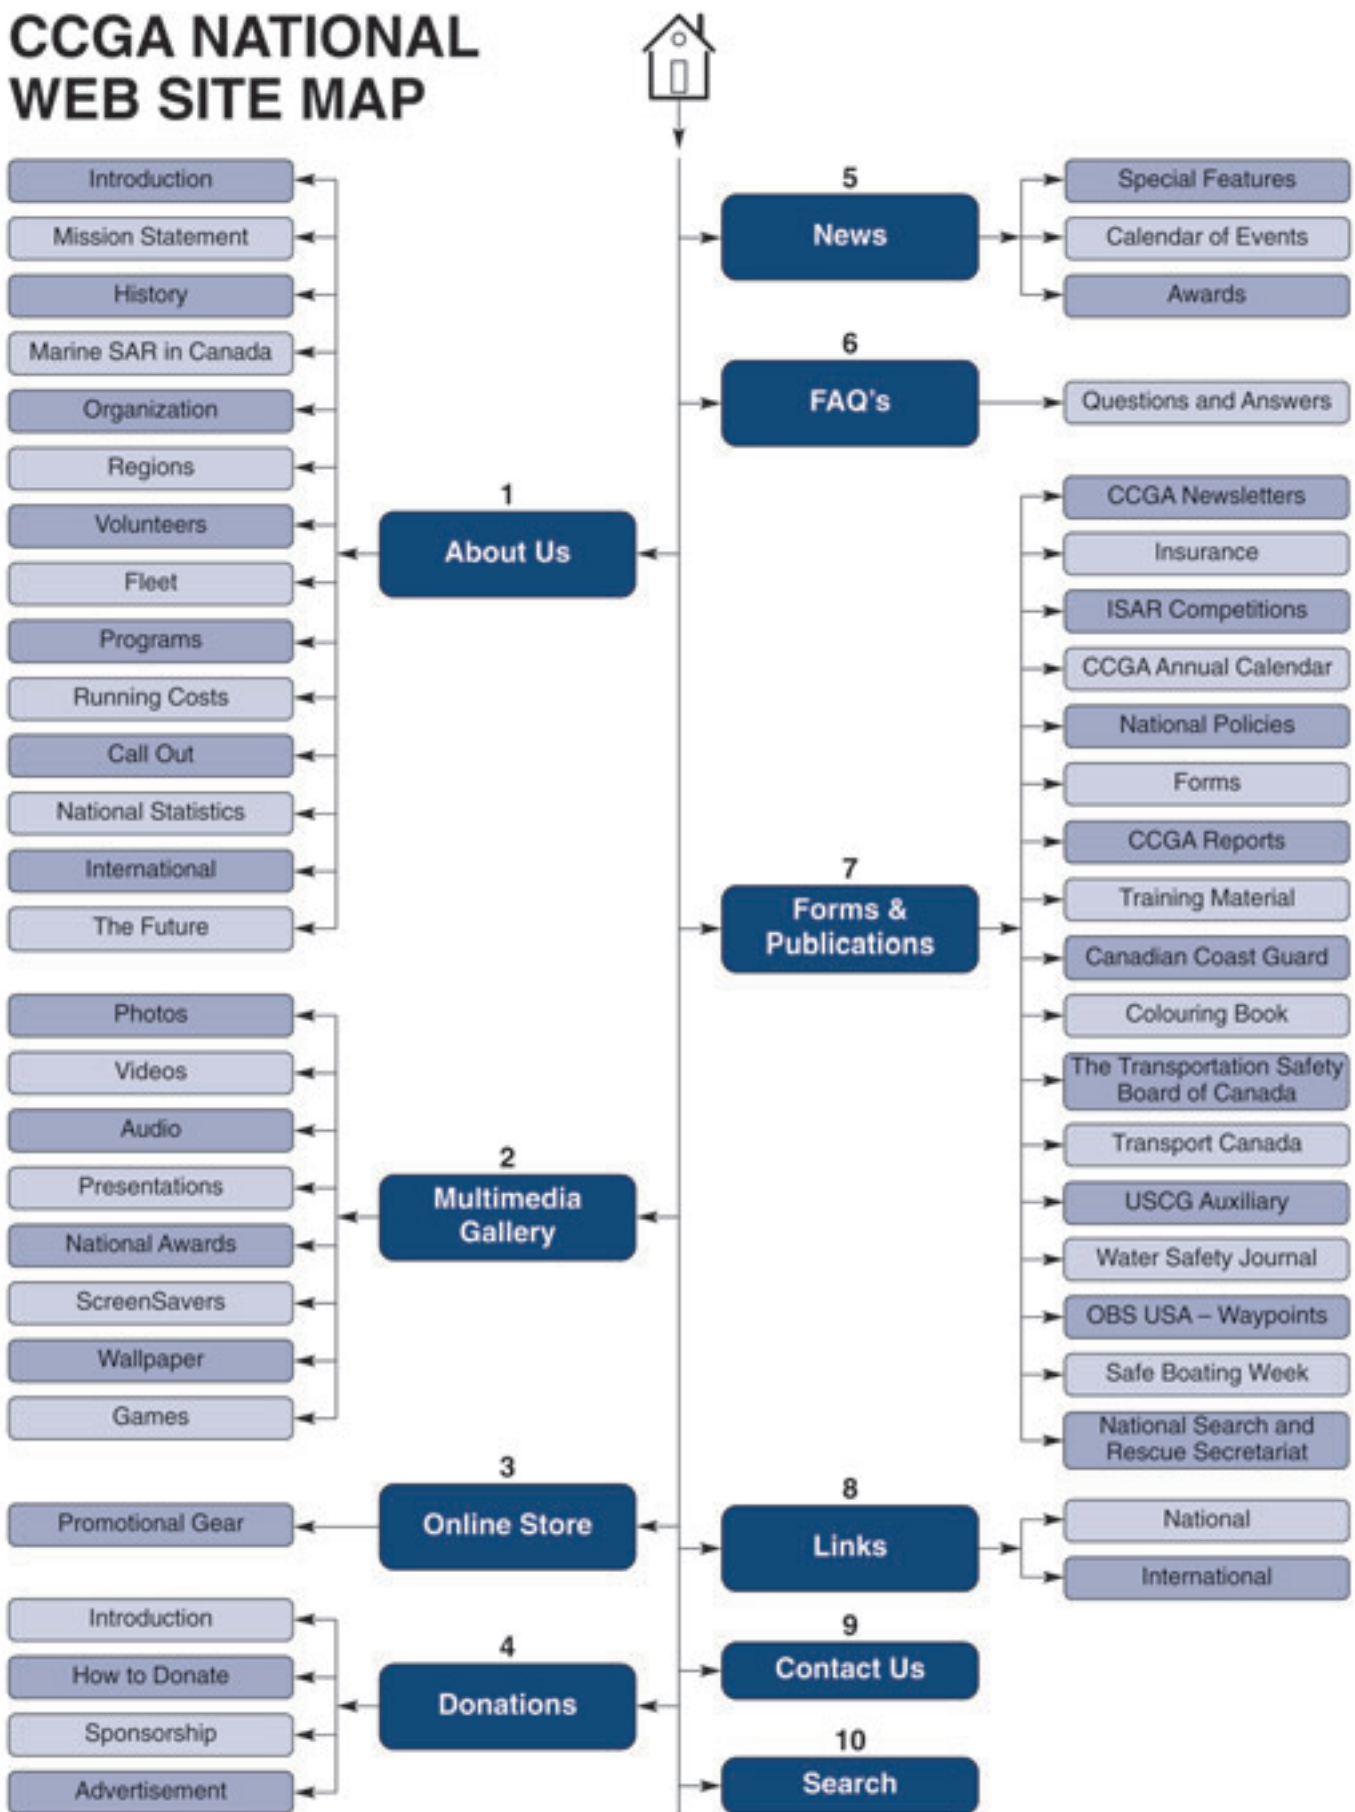 CCGA NATIONAL
WEB SITE MAP
1
About Us
Introduction
Mission Statement
History
Marine SAR in Canada
Organization
Regions
Volunteers
Fleet
Programs
Running Costs
Call Out
National Statistics
International
The Future
2
Multimedia
Gallery
Photos
Videos
Audio
Presentations
National Awards
ScreenSavers
Wallpaper
Games
3
Online Store
Promotional Gear
4
Donations
Introduction
How to Donate
Sponsorship
Advertisement
5
News
Special Features
Calendar of Events
Awards
6
FAQ's
Questions and Answers
7
Forms &
Publications
CCGA Newsletters
Insurance
ISAR Competitions
CCGA Annual Calendar
National Policies
Forms
CCGA Reports
Training Material
Canadian Coast Guard
Colouring Book
The Transportation Safety
Board of Canada
Transport Canada
USCG Auxiliary
Water Safety Journal
OBS USA – Waypoints
Safe Boating Week
National Search and
Rescue Secretariat
8
Links
National
International
9
Contact Us
10
Search